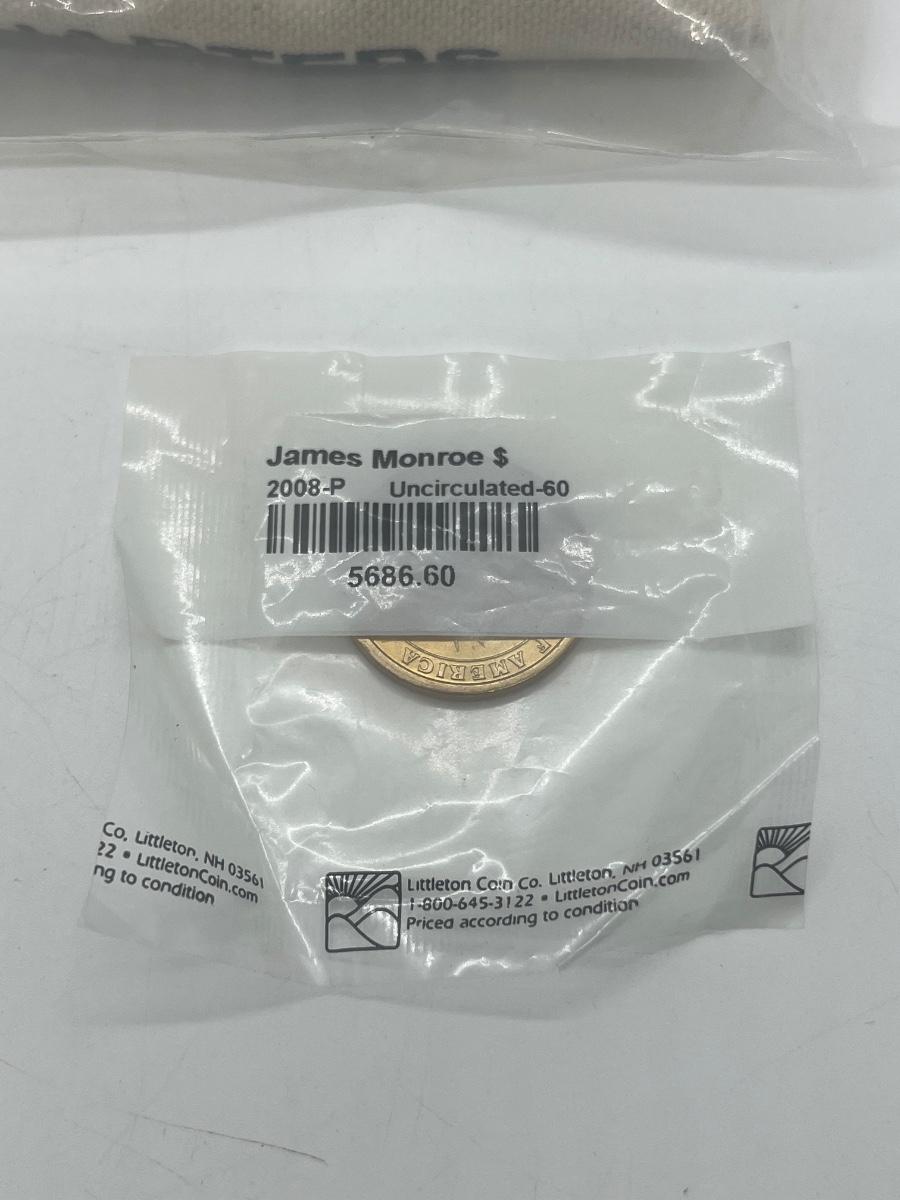 James Monroe $
2008-P Uncirculated-60
5686.60
F AMERICA
Co. Littleton, NH 03561
22 • LittletonCoin.com
ng to condition
Littleton Coin Co. Littleton, NH 03561
1-800-645-3122 • LittletonCoin.com
Priced according to condition